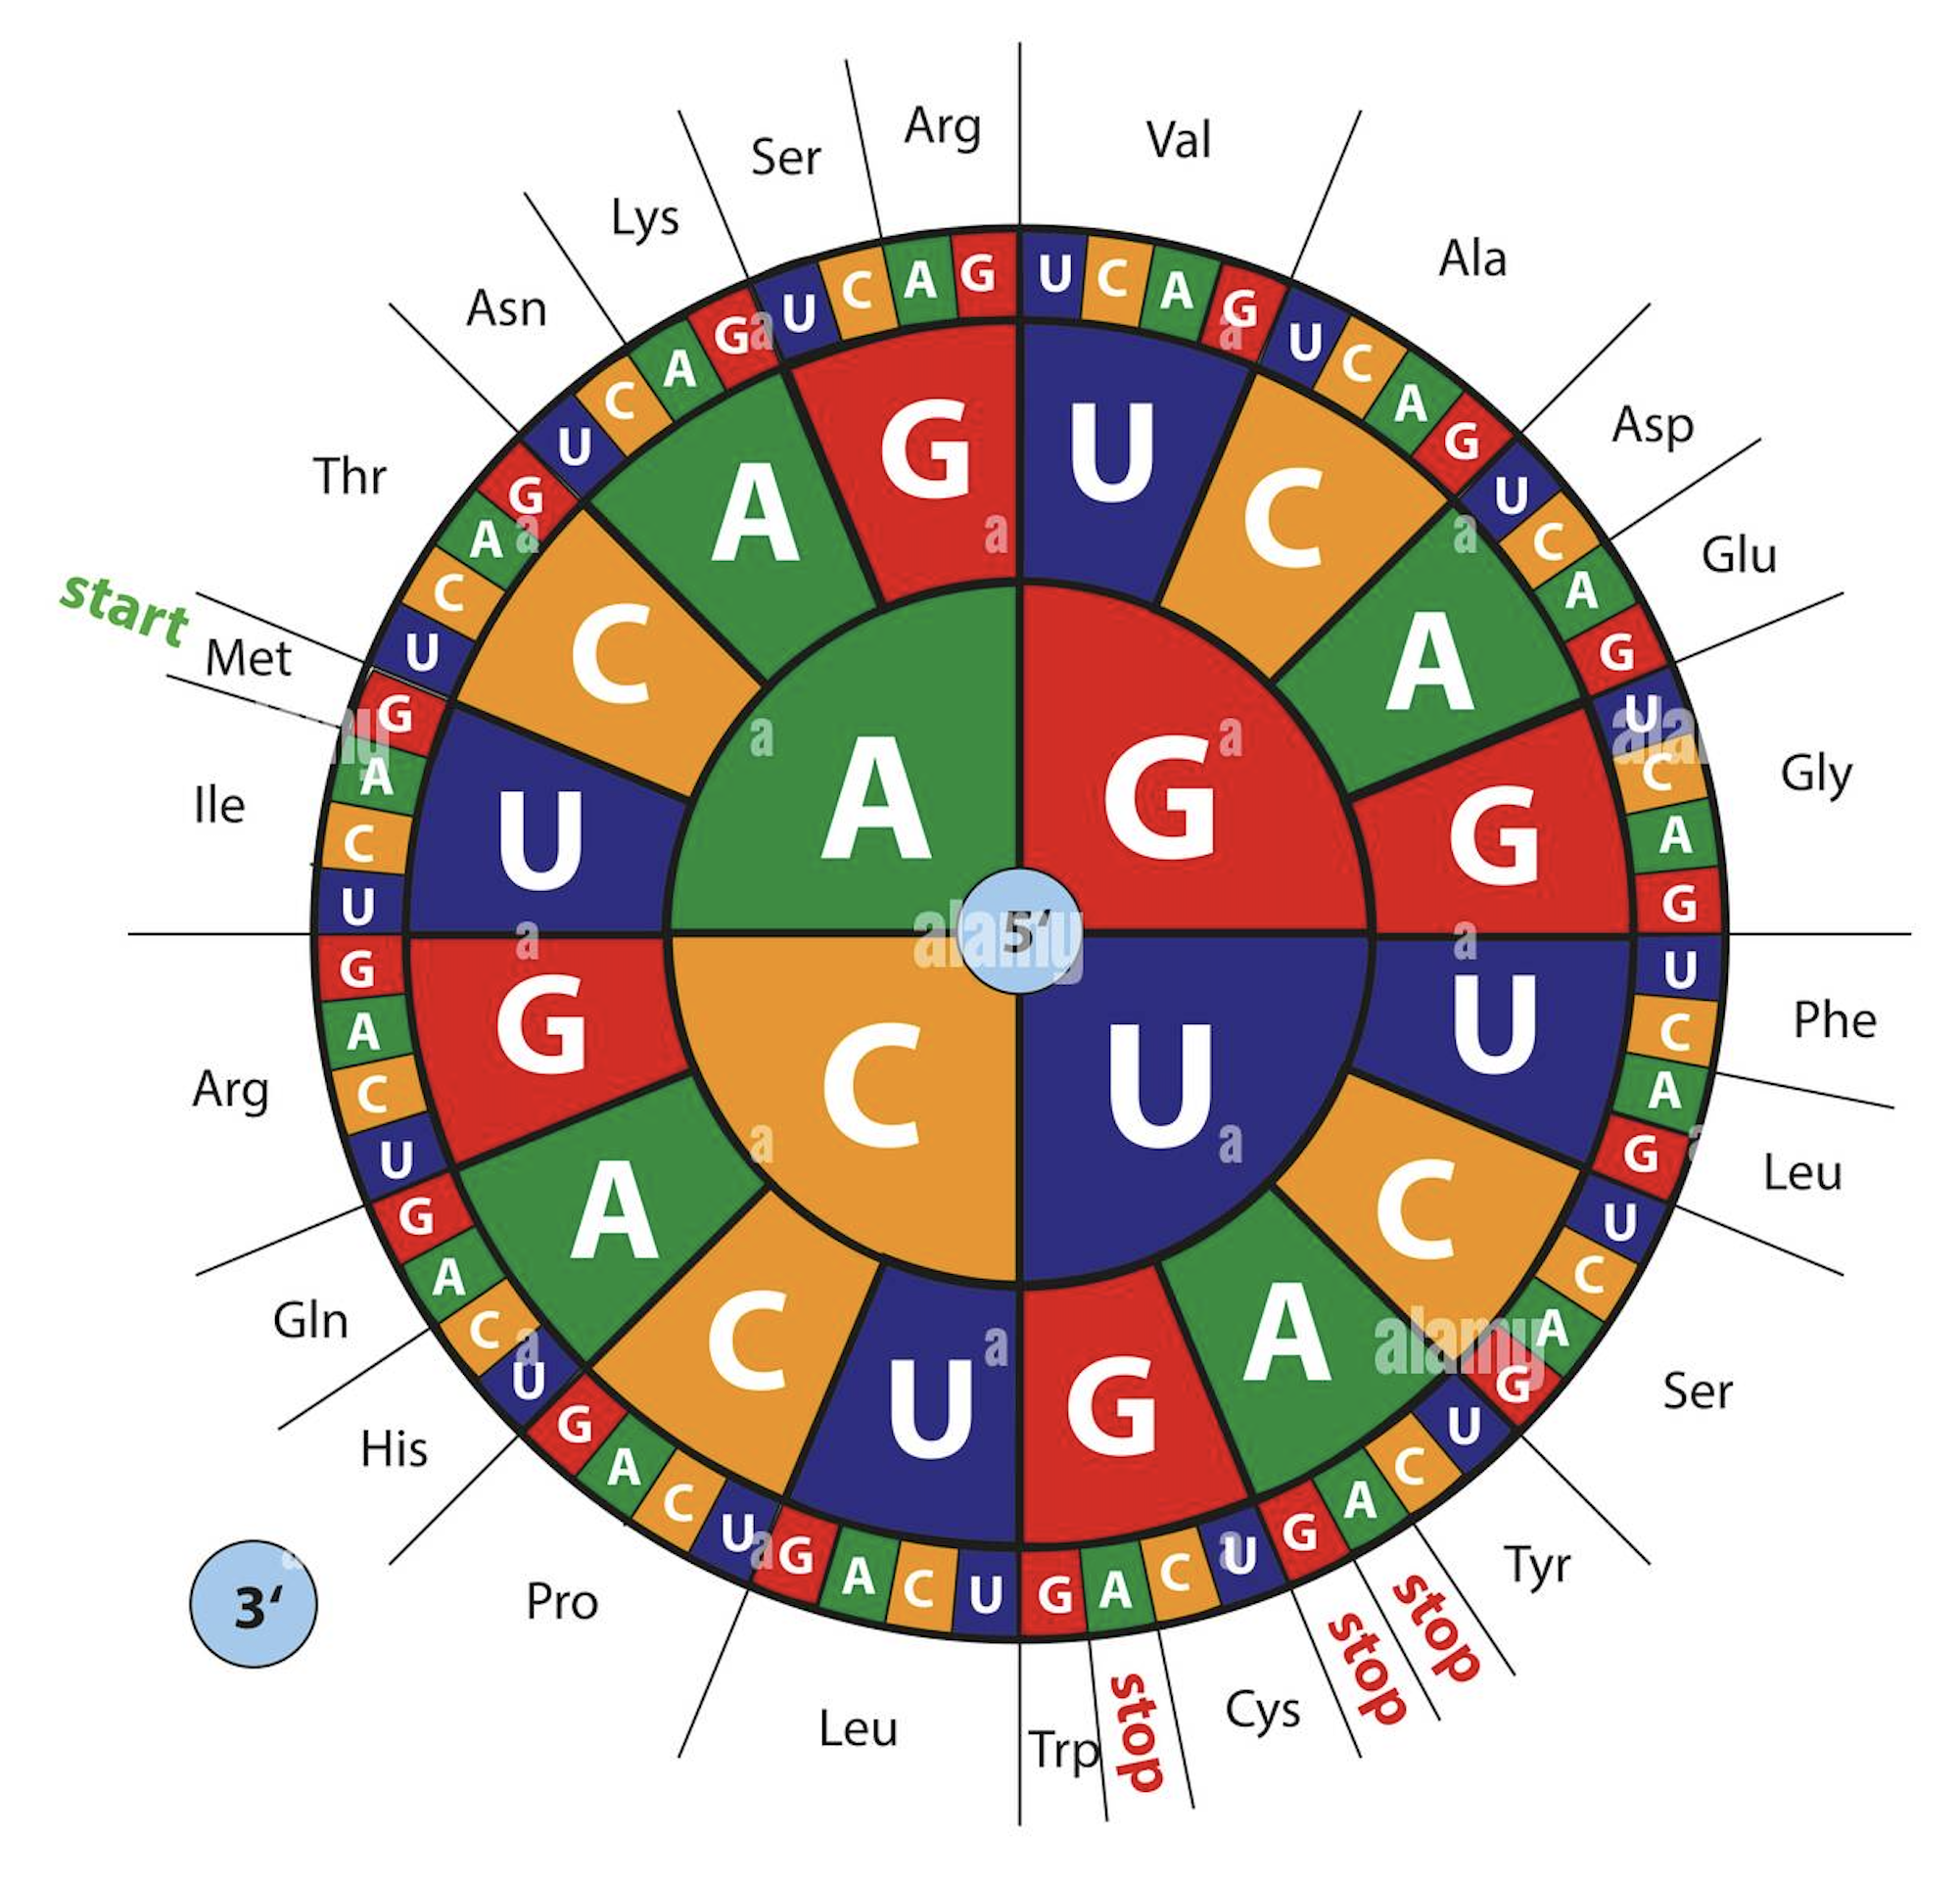 Val
Ala
Asp
Glu
Gly
Phe
Leu
Ser
Tyr
stop
stop
Cys
stop
Trp
Leu
Pro
His
Gln
Arg
Ile
Met
start
Thr
Asn
Lys
Ser
Arg
U C A G U C A G U C A G U C A G
U C A G U C A G U C A G U C A G
U C A G U C A G U C A G U C A G
U C A G U C A G U C A G U C A G
U C A G
U C A G
G A C U
G A C U
A G
C U
5‘
3‘
alamy